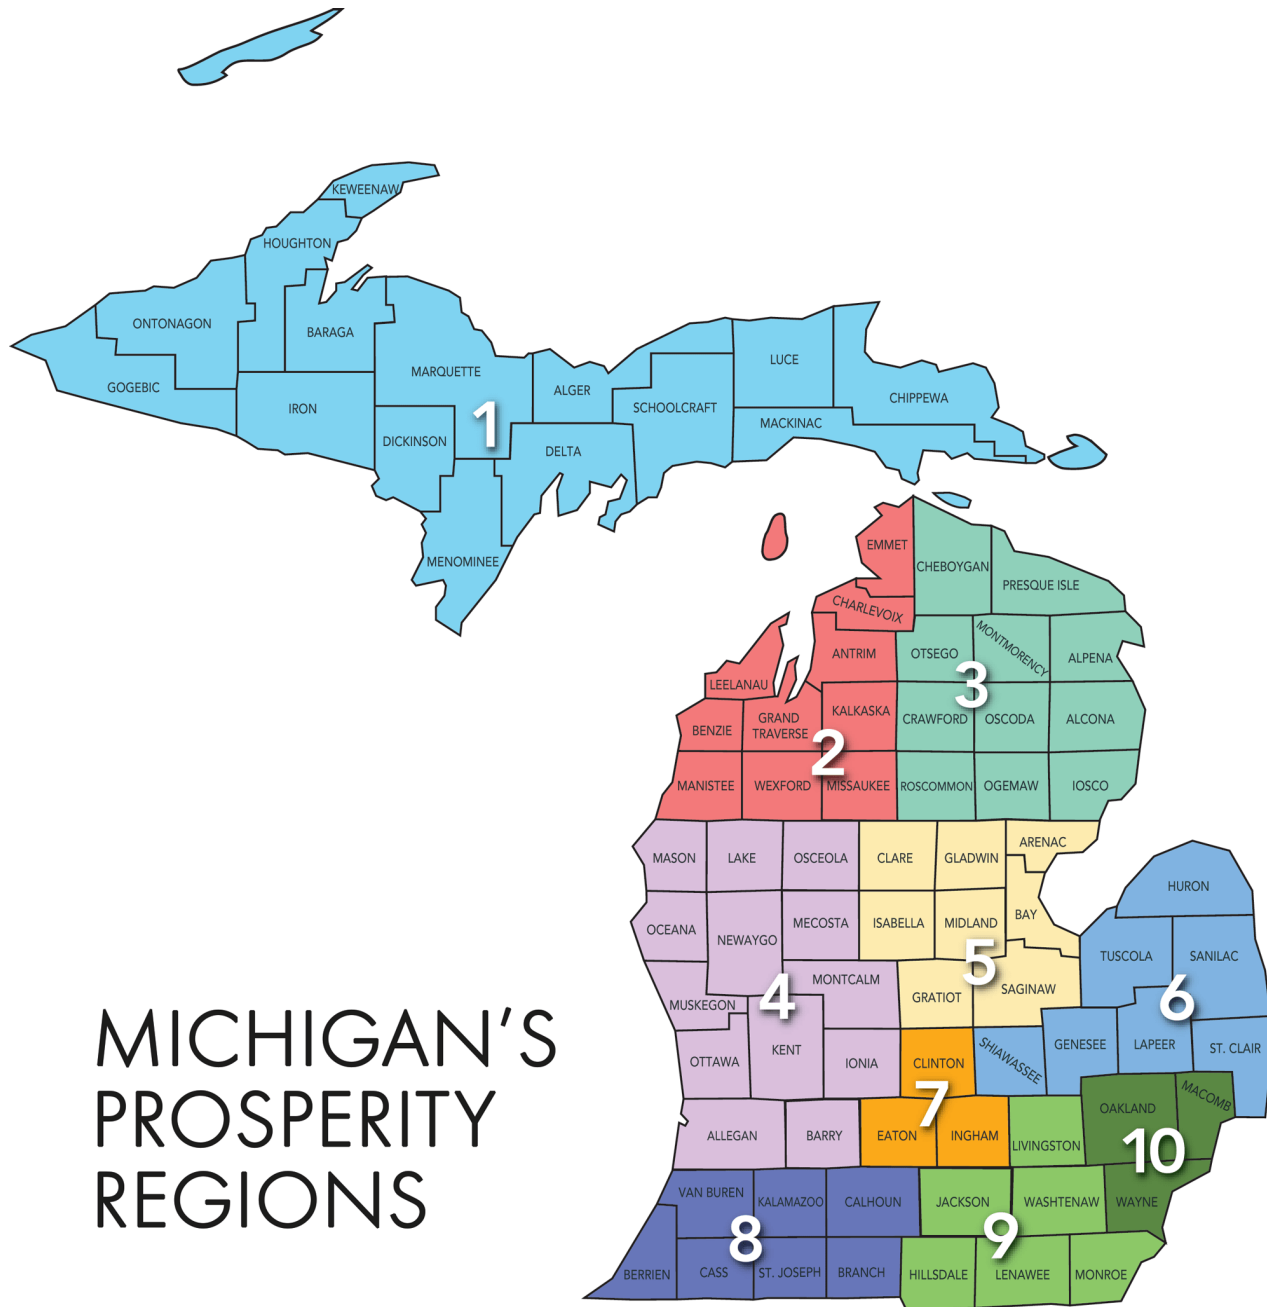 KEWEENAW
HOUGHTON
ONTONAGON
BARAGA
GOGEBIC
IRON
MARQUETTE
ALGER
LUCE
CHIPPEWA
SCHOOLCRAFT
MACKINAC
DICKINSON
1
DELTA
MENOMINEE
EMMET
CHEBOYGAN
PRESQUE ISLE
CHARLEVOIX
ANTRIM
OTSEGO
MONTMORENCY
ALPENA
3
LEELANAU
BENZIE
GRAND
TRAVERSE
KALKASKA
CRAWFORD
OSCODA
ALCONA
2
MANISTEE
WEXFORD
MISSAUKEE
ROSCOMMON
OGEMAW
IOSCO
MASON
LAKE
OSCEOLA
CLARE
GLADWIN
ARENAC
HURON
OCEANA
NEWAYGO
MECOSTA
ISABELLA
MIDLAND
BAY
5
TUSCOLA
SANILAC
MUSKEGON
4
MONTCALM
GRATIOT
SAGINAW
6
OTTAWA
KENT
IONIA
CLINTON
SHIAWASSEE
GENESEE
LAPEER
ST. CLAIR
7
ALLEGAN
BARRY
EATON
INGHAM
LIVINGSTON
OAKLAND
MACOMB
10
VAN BUREN
KALAMAZOO
CALHOUN
JACKSON
WASHTENAW
WAYNE
8
9
BERRIEN
CASS
ST. JOSEPH
BRANCH
HILLSDALE
LENAWEE
MONROE
MICHIGAN'S
PROSPERITY
REGIONS